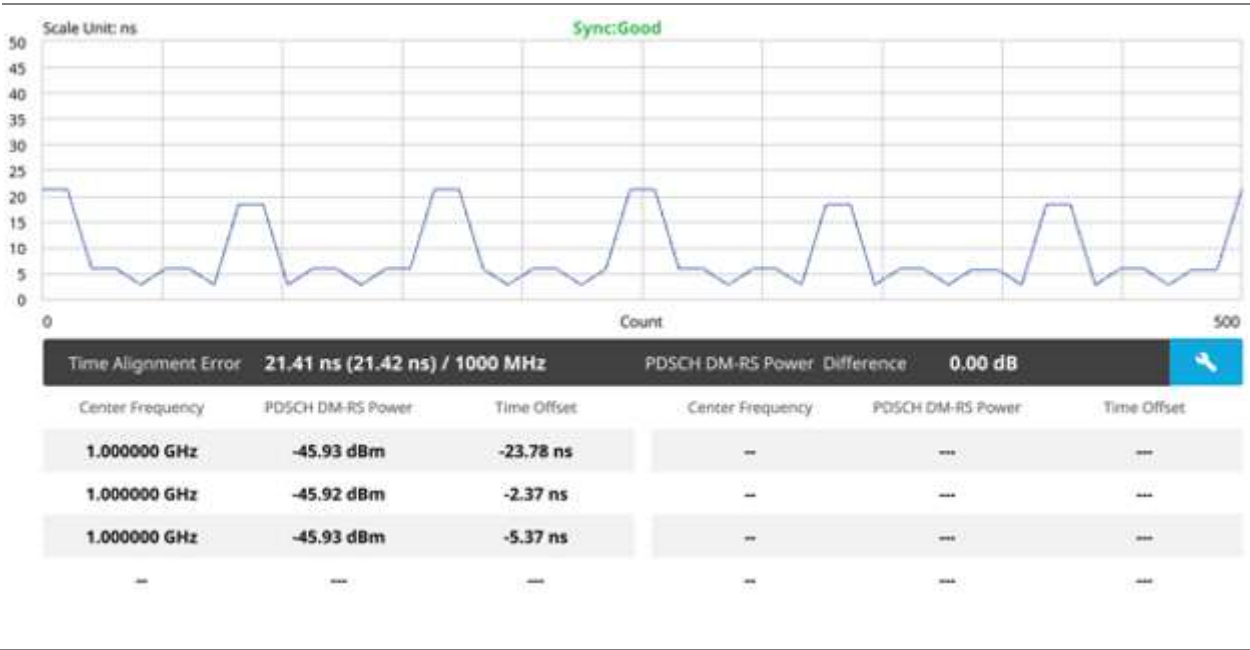 Scale Unit: ns Sync:Good
50
45
40
35
30
25
20
15
10
5
0
0 Count 500
Time Alignment Error 21.41 ns (21.42 ns) / 1000 MHz PDSCH DM-RS Power Difference 0.00 dB
Center Frequency PDSCH DM-RS Power Time Offset Center Frequency PDSCH DM-RS Power Time Offset
1.000000 GHz -45.93 dBm -23.78 ns -- --- ---
1.000000 GHz -45.92 dBm -2.37 ns -- --- ---
1.000000 GHz -45.93 dBm -5.37 ns -- --- ---
-- --- --- -- --- ---